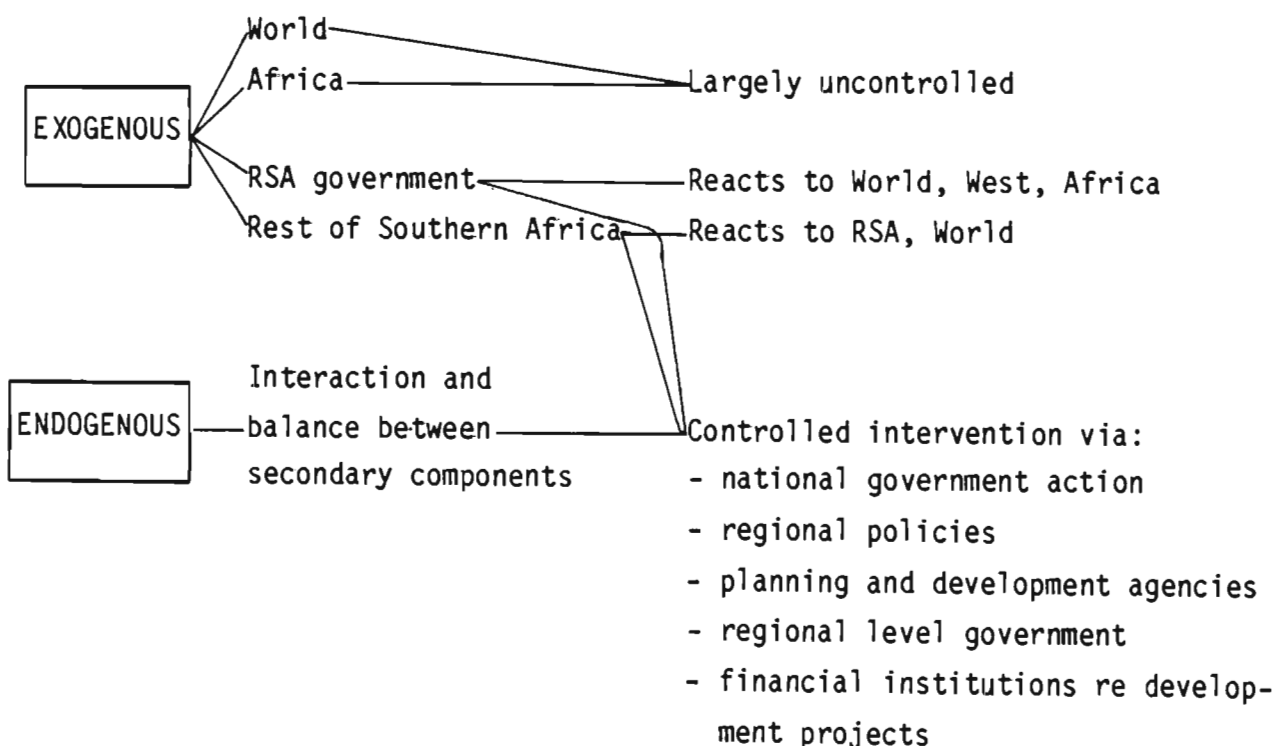 World
Africa
Largely uncontrolled
EXOGENOUS
RSA government
Reacts to World, West, Africa
Rest of Southern Africa
Reacts to RSA, World
Interaction and
ENDOGENOUS
balance between
Controlled intervention via:
secondary components
- national government action
- regional policies
- planning and development agencies
- regional level government
- financial institutions re develop-
ment projects